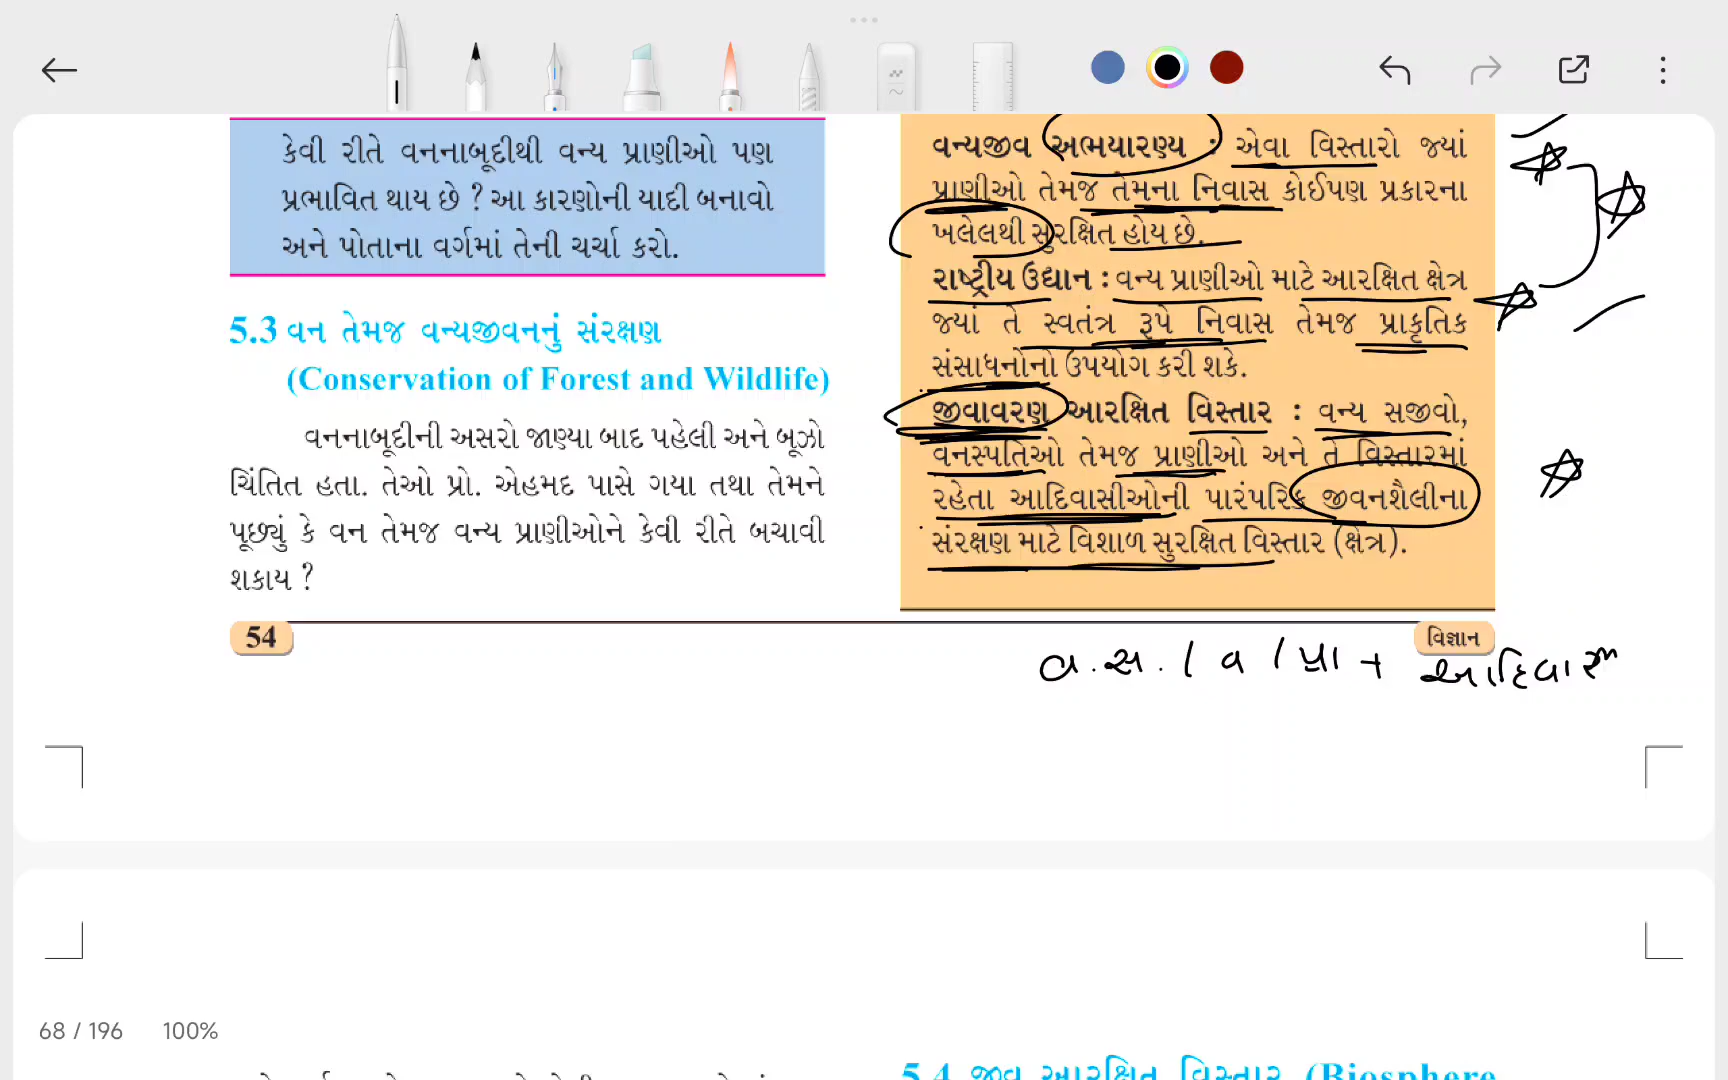 કેવી રીતે વનનાબૂદીથી વન્ય પ્રાણીઓ પણ
પ્રભાવિત થાય છે ? આ કારણોની યાદી બનાવો
અને પોતાના વર્ગમાં તેની ચર્ચા કરો.
5.3 વન તેમજ વન્યજીવનનું સંરક્ષણ
(Conservation of Forest and Wildlife)
વનનાબૂદીની અસરો જાણ્યા બાદ પહેલી અને બૂઝો
ચિંતિત હતા. તેઓ પ્રો. એહમદ પાસે ગયા તથા તેમને
પૂછ્યું કે વન તેમજ વન્ય પ્રાણીઓને કેવી રીતે બચાવી
શકાય ?
વન્યજીવ અભયારણ્ય : એવા વિસ્તારો જ્યાં
પ્રાણીઓ તેમજ તેમના નિવાસ કોઈપણ પ્રકારના
ખલેલથી સુરક્ષિત હોય છે.
રાષ્ટ્રીય ઉદ્યાન : વન્ય પ્રાણીઓ માટે આરક્ષિત ક્ષેત્ર
જ્યાં તે સ્વતંત્ર રૂપે નિવાસ તેમજ પ્રાકૃતિક
સંસાધનોનો ઉપયોગ કરી શકે.
જીવાવરણ આરક્ષિત વિસ્તાર : વન્ય સજીવો,
વનસ્પતિઓ તેમજ પ્રાણીઓ અને તે વિસ્તારમાં
રહેતા આદિવાસીઓની પારંપરિક જીવનશૈલીના
સંરક્ષણ માટે વિશાળ સુરક્ષિત વિસ્તાર (ક્ષેત્ર).
54
વિજ્ઞાન
વ.સ. / વ / પ્રા +
68 / 196 100%
5.4 જીવ આરક્ષિત વિસ્તાર (Biosphere